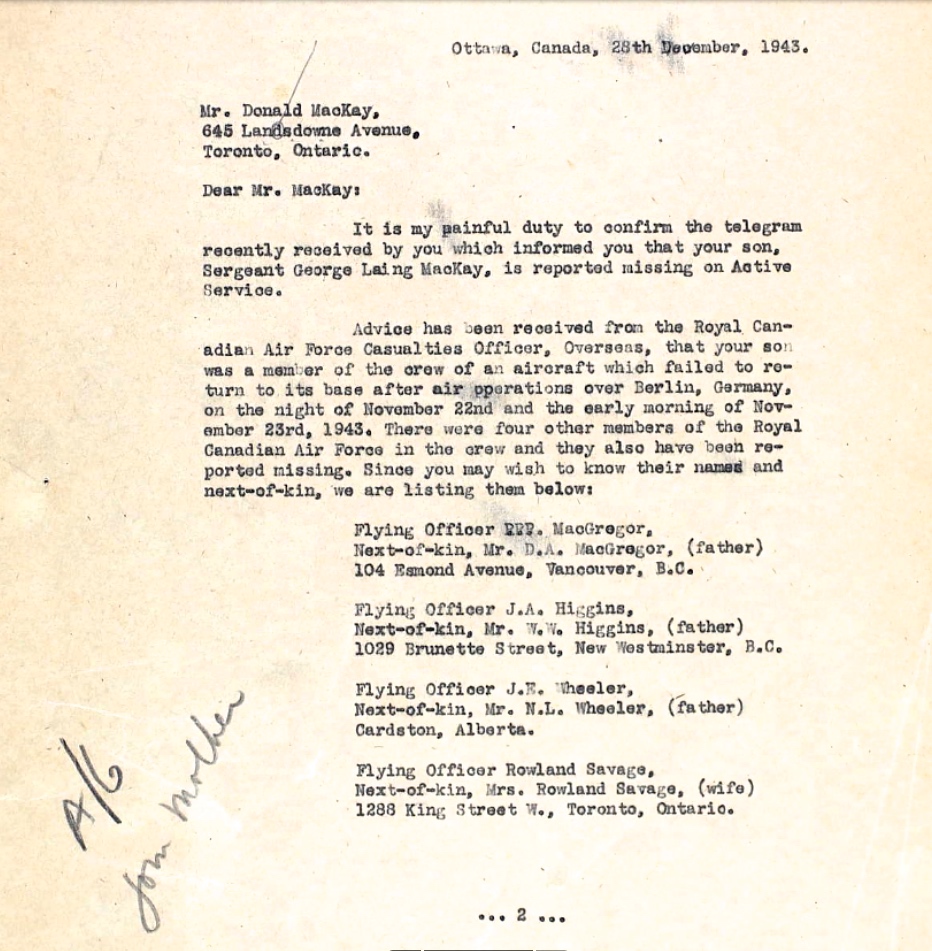 Ottawa, Canada, 28th December, 1943.
Mr. Donald MacKay,
645 Landsdowne Avenue,
Toronto, Ontario.
Dear Mr. MacKay:
It is my painful duty to confirm the telegram
recently received by you which informed you that your son,
Sergeant George Laing MacKay, is reported missing on Active
Service.
Advice has been received from the Royal Can-
adian Air Force Casualties Officer, Overseas, that your son
was a member of the crew of an aircraft which failed to re-
turn to its base after air operations over Berlin, Germany,
on the night of November 22nd and the early morning of Nov-
ember 23rd, 1943. There were four other members of the Royal
Canadian Air Force in the crew and they also have been re-
ported missing. Since you may wish to know their names and
next-of-kin, we are listing them below:
Flying Officer MacGregor,
Next-of-kin, Mr. D.A. MacGregor, (father)
104 Esmond Avenue, Vancouver, B.C.
Flying Officer J.A. Higgins,
Next-of-kin, Mr. W.W. Higgins, (father)
1029 Brunette Street, New Westminster, B.C.
Flying Officer J.E. Wheeler,
Next-of-kin, Mr. N.L. Wheeler, (father)
Cardston, Alberta.
Flying Officer Rowland Savage,
Next-of-kin, Mrs. Rowland Savage, (wife)
1288 King Street W., Toronto, Ontario.
Mother
... 2 ...